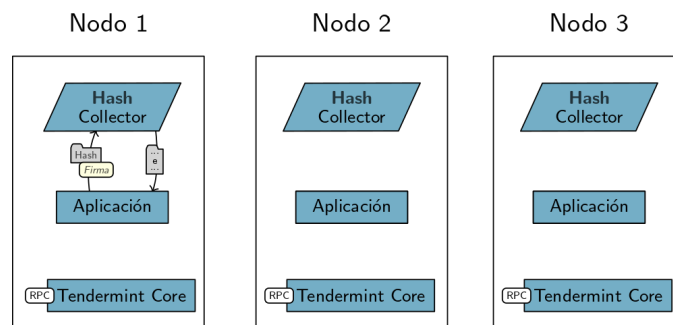 Nodo 1
Nodo 2
Nodo 3
Hash
Collector
Hash
Firma
...
e
...
Aplicación
RPC
Tendermint Core
Hash
Collector
Aplicación
RPC
Tendermint Core
Hash
Collector
Aplicación
RPC
Tendermint Core